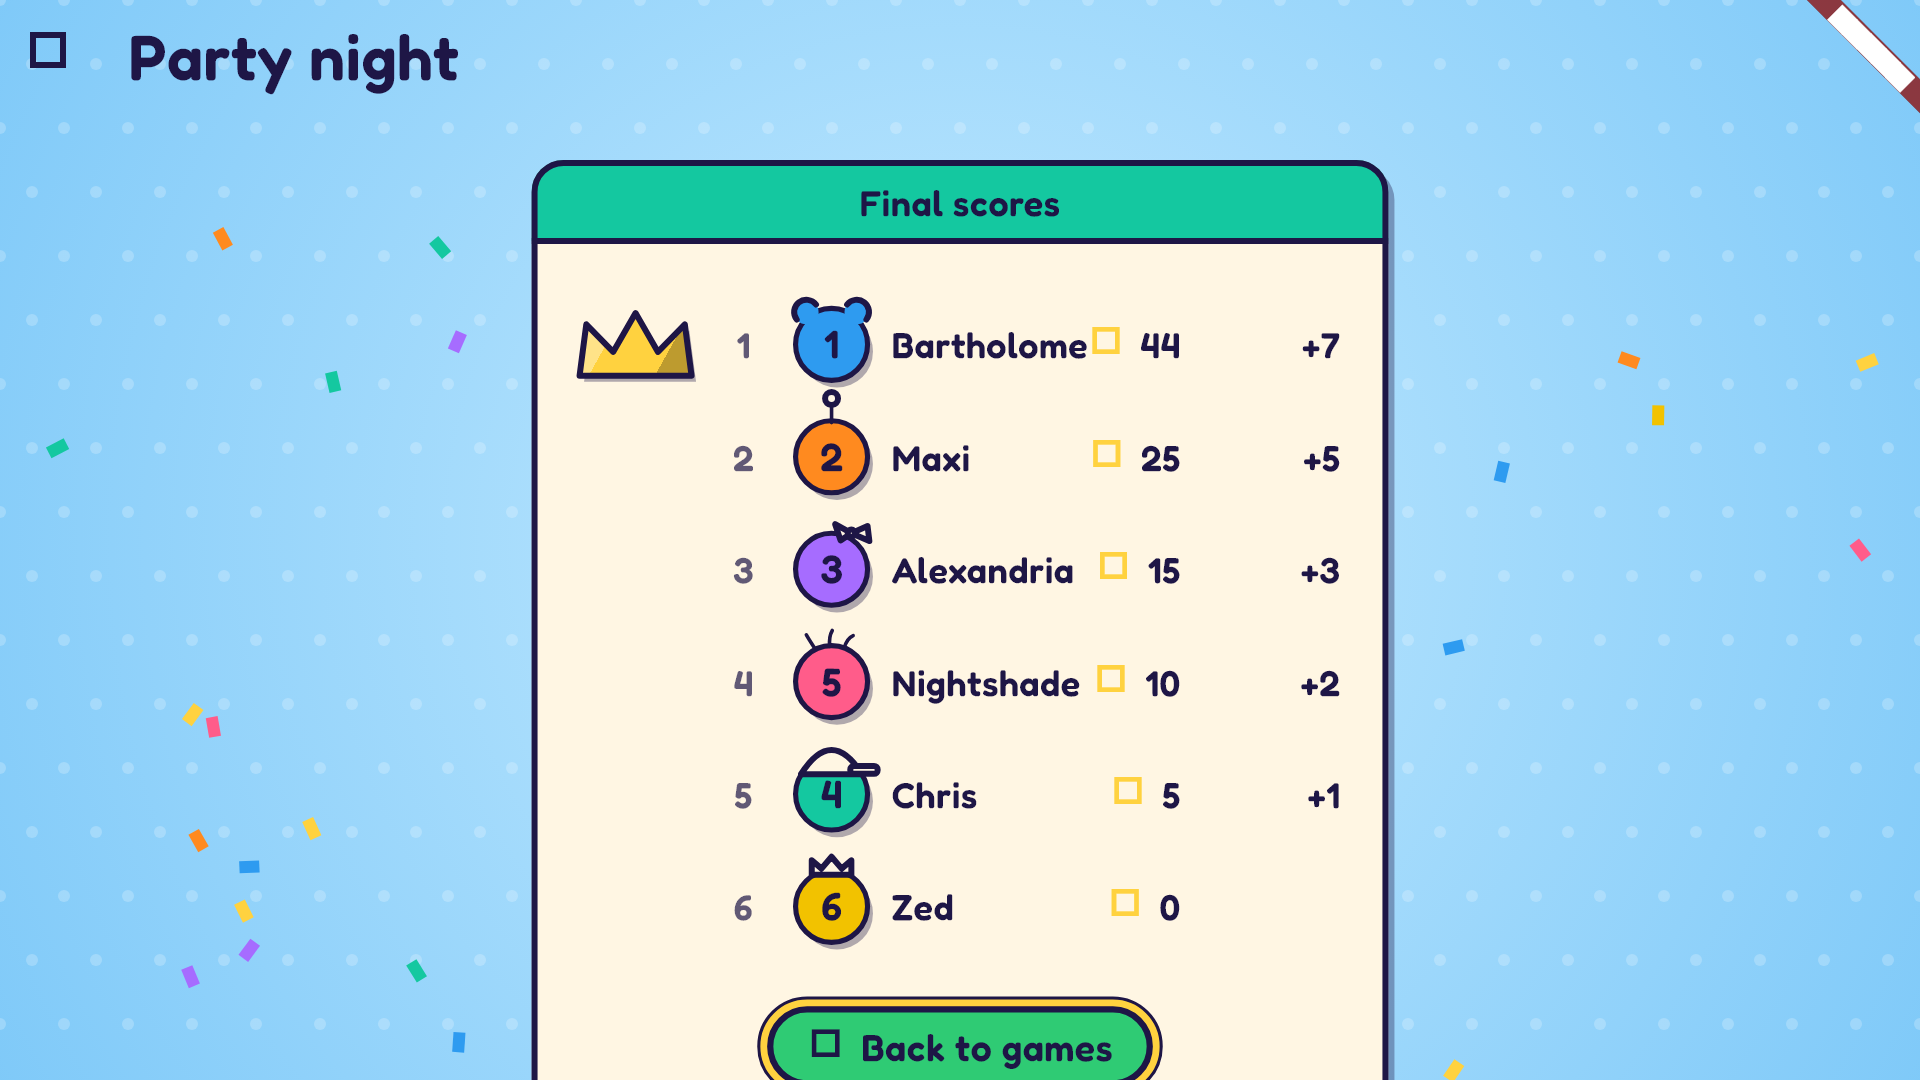 Party night
Final scores
1 1 Bartholome 44 +7
2 2 Maxi 25 +5
3 3 Alexandria 15 +3
4 5 Nightshade 10 +2
5 4 Chris 5 +1
6 6 Zed 0
Back to games